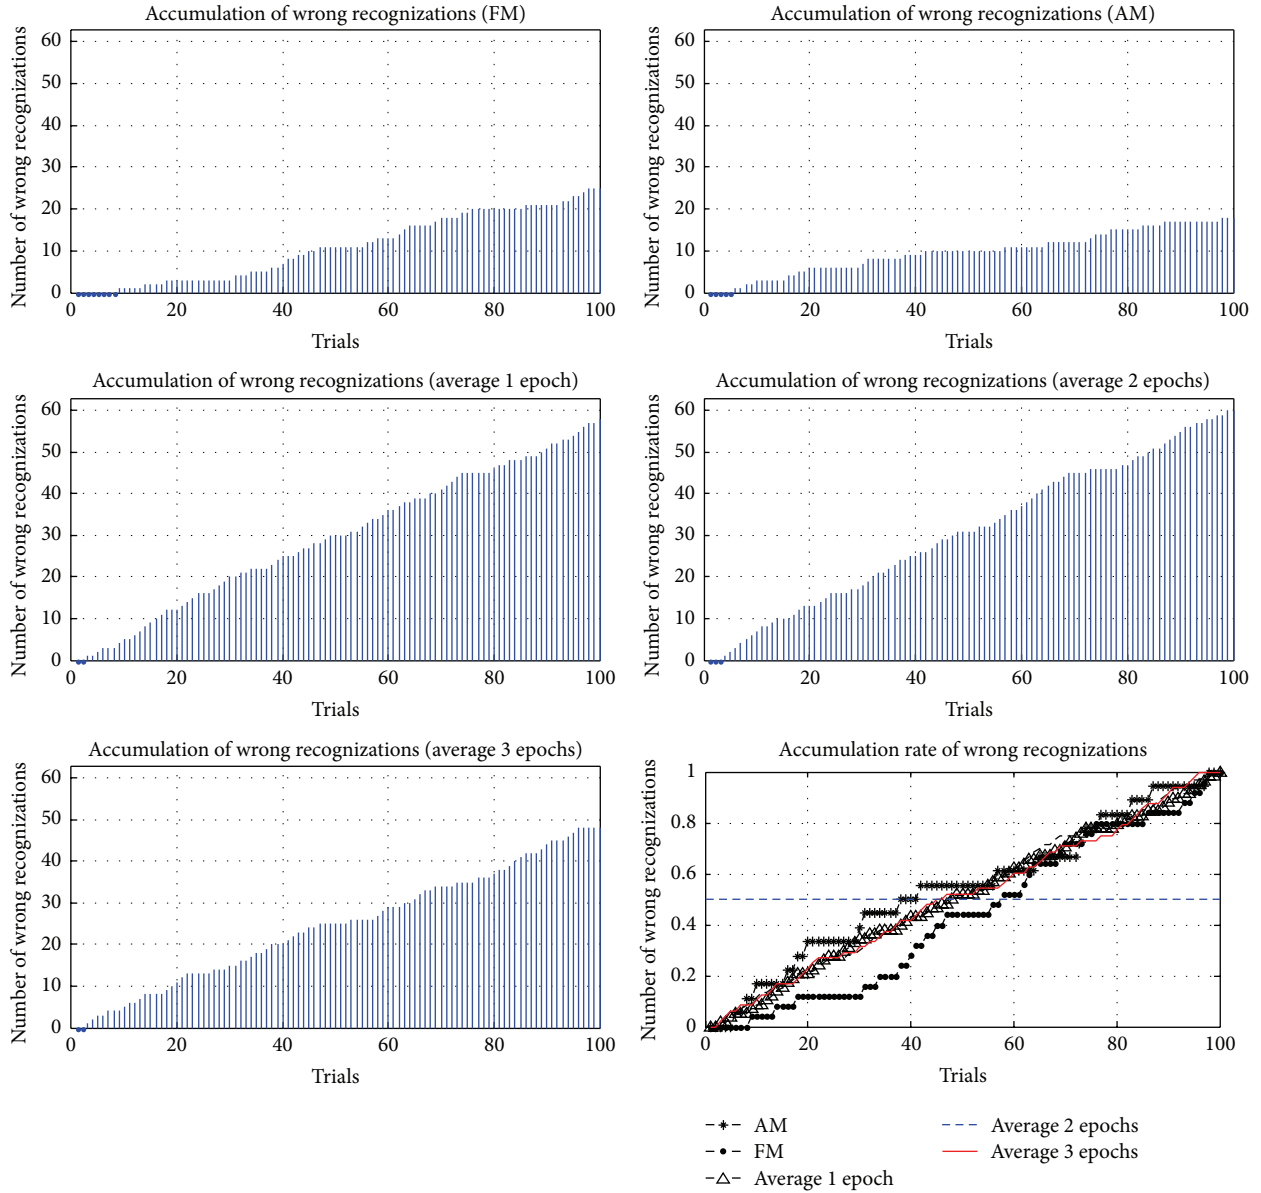 Accumulation of wrong recognizations (FM)
Number of wrong recognizations
60
50
40
30
20
10
0
0 20 40 60 80 100
Trials
Accumulation of wrong recognizations (AM)
Number of wrong recognizations
60
50
40
30
20
10
0
0 20 40 60 80 100
Trials
Accumulation of wrong recognizations (average 1 epoch)
Number of wrong recognizations
60
50
40
30
20
10
0
0 20 40 60 80 100
Trials
Accumulation of wrong recognizations (average 2 epochs)
Number of wrong recognizations
60
50
40
30
20
10
0
0 20 40 60 80 100
Trials
Accumulation of wrong recognizations (average 3 epochs)
Number of wrong recognizations
60
50
40
30
20
10
0
0 20 40 60 80 100
Trials
Accumulation rate of wrong recognizations
Number of wrong recognizations
1
0.8
0.6
0.4
0.2
0
0 20 40 60 80 100
Trials
AM
FM
Average 1 epoch
Average 2 epochs
Average 3 epochs